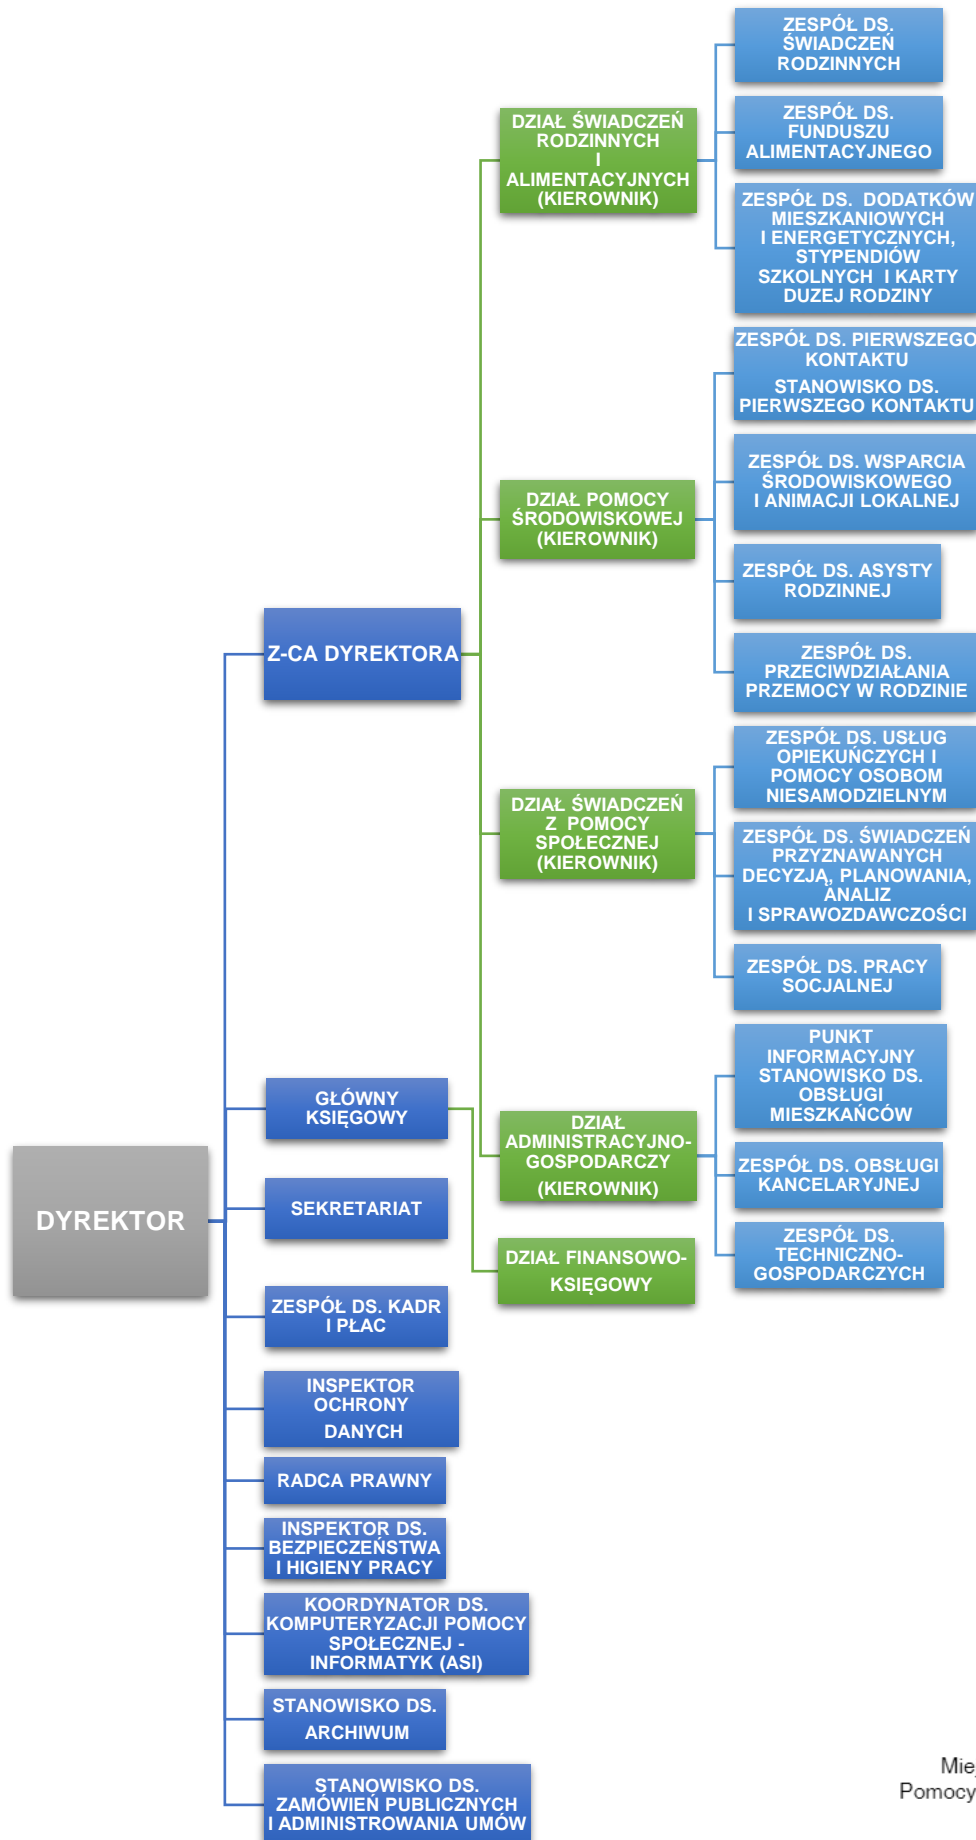 ZESPÓŁ DS.
ŚWIADCZEŃ
RODZINNYCH
ZESPÓŁ DS.
FUNDUSZU
ALIMENTACYJNEGO
DZIAŁ ŚWIADCZEŃ
RODZINNYCH
I
ALIMENTACYJNYCH
(KIEROWNIK)
ZESPÓŁ DS.  DODATKÓW
MIESZKANIOWYCH
I ENERGETYCZNYCH,
STYPENDIÓW
SZKOLNYCH  I KARTY
DUZEJ RODZINY
ZESPÓŁ DS. PIERWSZEGO
KONTAKTU
STANOWISKO DS.
PIERWSZEGO KONTAKTU
ZESPÓŁ DS. WSPARCIA
ŚRODOWISKOWEGO
I ANIMACJI LOKALNEJ
DZIAŁ POMOCY
ŚRODOWISKOWEJ
(KIEROWNIK)
ZESPÓŁ DS. ASYSTY
RODZINNEJ
Z-CA DYREKTORA
ZESPÓŁ DS.
PRZECIWDZIAŁANIA
PRZEMOCY W RODZINIE
ZESPÓŁ DS. USŁUG
OPIEKUŃCZYCH I
POMOCY OSOBOM
NIESAMODZIELNYM
DZIAŁ ŚWIADCZEŃ
Z  POMOCY
SPOŁECZNEJ
(KIEROWNIK)
ZESPÓŁ DS. ŚWIADCZEŃ
PRZYZNAWANYCH
DECYZJĄ, PLANOWANIA,
ANALIZ
I SPRAWOZDAWCZOŚCI
ZESPÓŁ DS. PRACY
SOCJALNEJ
PUNKT
INFORMACYJNY
STANOWISKO DS.
OBSŁUGI
MIESZKAŃCÓW
GŁÓWNY
KSIĘGOWY
DZIAŁ
ADMINISTRACYJNO-
GOSPODARCZY
(KIEROWNIK)
ZESPÓŁ DS. OBSŁUGI
KANCELARYJNEJ
DYREKTOR
SEKRETARIAT
ZESPÓŁ DS.
TECHNICZNO-
GOSPODARCZYCH
DZIAŁ FINANSOWO-
KSIĘGOWY
ZESPÓŁ DS. KADR
I PŁAC
INSPEKTOR
OCHRONY
DANYCH
RADCA PRAWNY
INSPEKTOR DS.
BEZPIECZEŃSTWA
I HIGIENY PRACY
KOORDYNATOR DS.
KOMPUTERYZACJI POMOCY
SPOŁECZNEJ -
INFORMATYK (ASI)
STANOWISKO DS.
ARCHIWUM
STANOWISKO DS.
ZAMÓWIEŃ PUBLICZNYCH
I ADMINISTROWANIA UMÓW
Pomocy